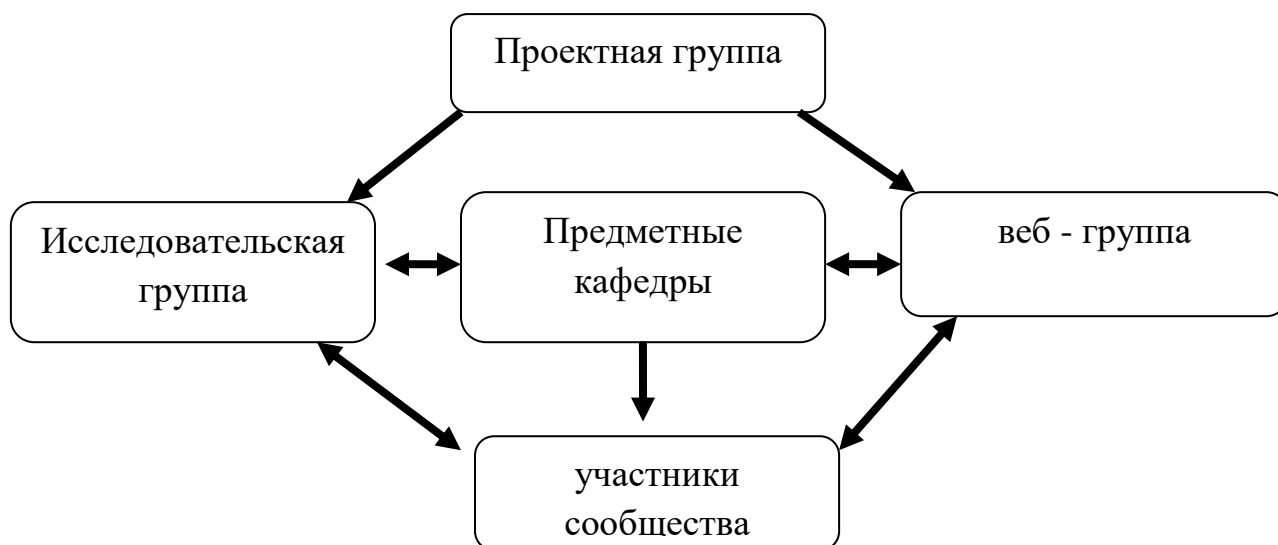 Проектная группа
Исследовательская
группа
Предметные
кафедры
веб - группа
участники
сообщества